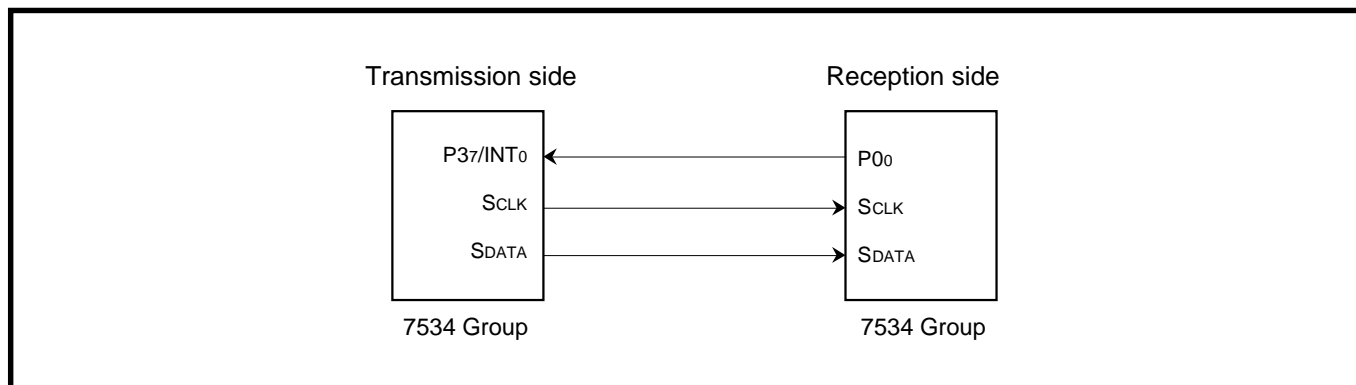 Transmission side
Reception side
P37/INT0
P00
SCLK
SCLK
SDATA
SDATA
7534 Group
7534 Group